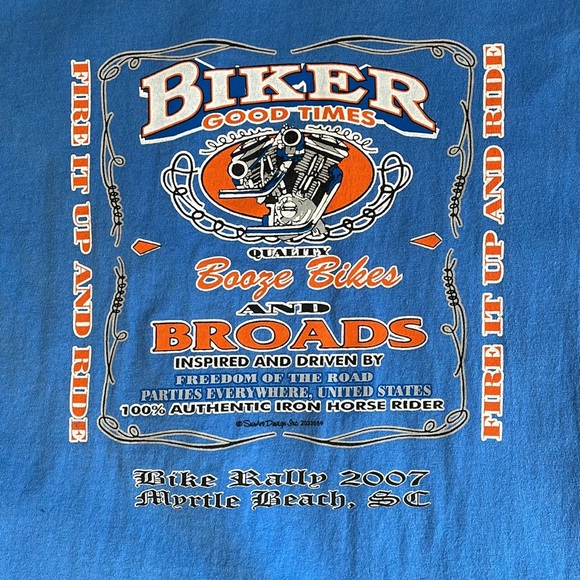 BIKER
GOOD TIMES
FIRE IT UP AND RIDE
FIRE IT UP AND RIDE
QUALITY
Booze Bikes
AND
BROADS
INSPIRED AND DRIVEN BY
FREEDOM OF THE ROAD
PARTIES EVERYWHERE, UNITED STATES
100% AUTHENTIC IRON HORSE RIDER
Bike Rally 2007
Myrtle Beach, SC